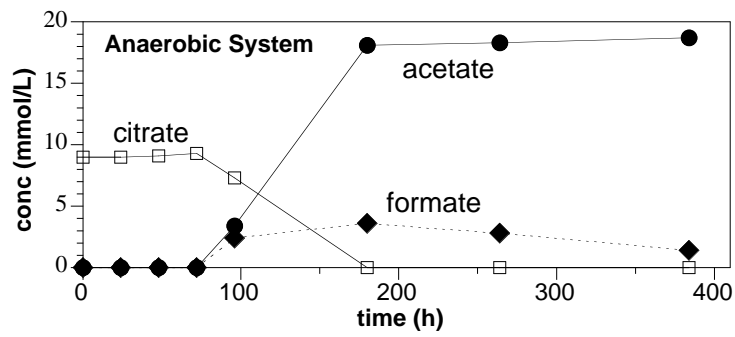 20
Anaerobic System
acetate
15
citrate
10
conc (mmol/L)
formate
5
0
0 100 200 300 400
time (h)